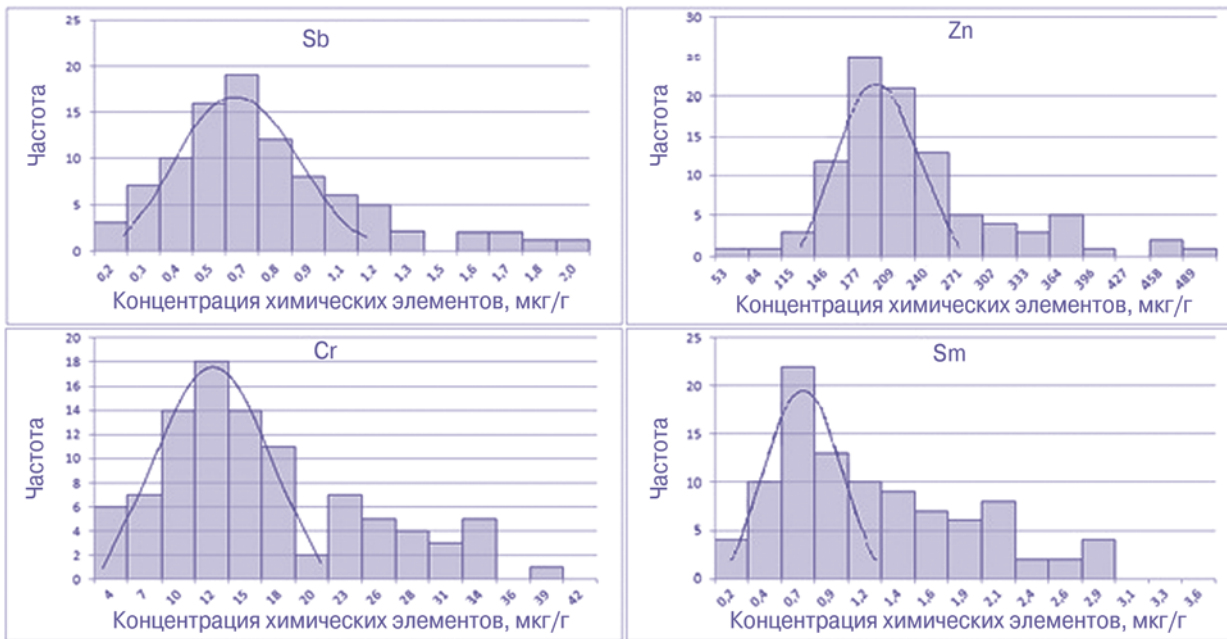 Sb
Частота
25
20
15
10
5
0
0,2 0,3 0,4 0,5 0,7 0,8 0,9 1,1 1,2 1,3 1,5 1,6 1,7 1,8 2,0
Концентрация химических элементов, мкг/г
Zn
Частота
30
25
20
15
10
5
0
53 84 115 146 177 209 240 271 302 333 364 396 427 458 489
Концентрация химических элементов, мкг/г
Cr
Частота
20
18
16
14
12
10
8
6
4
2
0
4 7 10 12 15 18 20 23 26 28 31 34 36 39 42
Концентрация химических элементов, мкг/г
Sm
Частота
25
20
15
10
5
0
0,2 0,4 0,7 0,9 1,2 1,4 1,6 1,9 2,1 2,4 2,6 2,9 3,1 3,3 3,6
Концентрация химических элементов, мкг/г